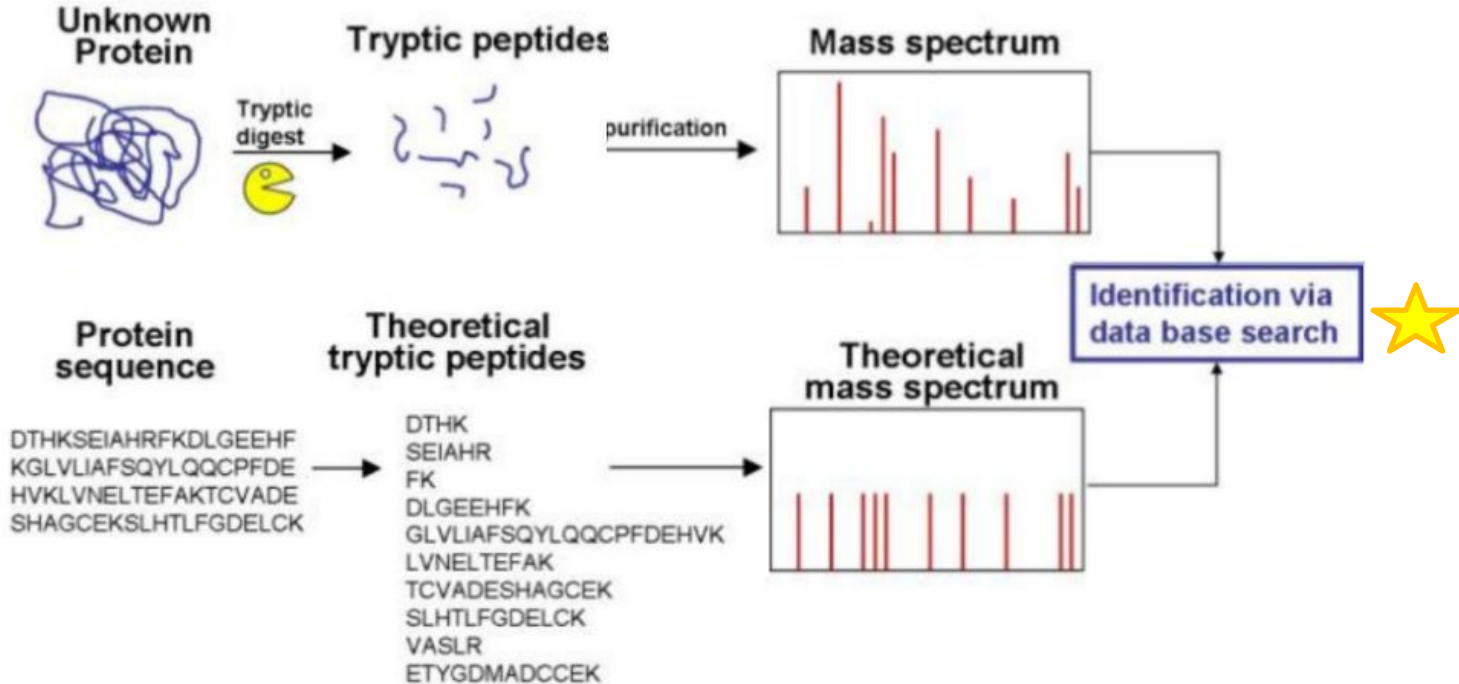 Unknown
Protein
Tryptic peptides
Mass spectrum
Tryptic
digest
purification
Identification via
data base search
Protein
sequence
Theoretical
tryptic peptides
Theoretical
mass spectrum
DTHKSEIAHRFKDLGEEHF
KGLVLIAFSQYLQQCPFDE
HVKLVNELTEFAKTCVADE
SHAGCEKSLHTLFGDELCK
DTHK
SEIAHR
FK
DLGEEHFK
GLVLIAFSQYLQQCPFDEHVK
LVNELTEFAK
TCVADESHAGCEK
SLHTLFGDELCK
VASLR
ETYGDMADCCEK